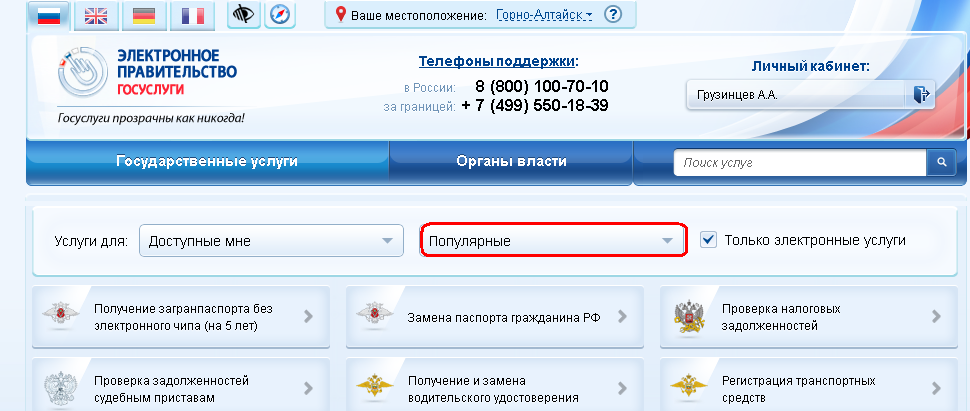 Ваше местоположение: Горно-Алтайск
?
ЭЛЕКТРОННОЕ
ПРАВИТЕЛЬСТВО
ГОСУСЛУГИ
Госуслуги прозрачны как никогда!
Телефоны поддержки:
в России: 8 (800) 100-70-10
за границей: + 7 (499) 550-18-39
Личный кабинет:
Грузинцев А.А.
Государственные услуги
Органы власти
Поиск услуг
Услуги для:
Доступные мне
Популярные
Только электронные услуги
Получение загранпаспорта без
электронного чипа (на 5 лет)
Замена паспорта гражданина РФ
Проверка налоговых
задолженностей
Проверка задолженностей
судебным приставам
Получение и замена
водительского удостоверения
Регистрация транспортных
средств